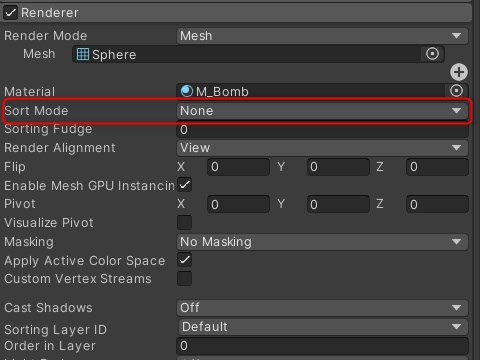 Renderer
Render Mode Mesh
Mesh Sphere
Material M_Bomb
Sort Mode None
Sorting Fudge 0
Render Alignment View
Flip X 0 Y 0 Z 0
Enable Mesh GPU Instancin
Pivot X 0 Y 0 Z 0
Visualize Pivot
Masking No Masking
Apply Active Color Space
Custom Vertex Streams
Cast Shadows Off
Sorting Layer ID Default
Order in Layer 0